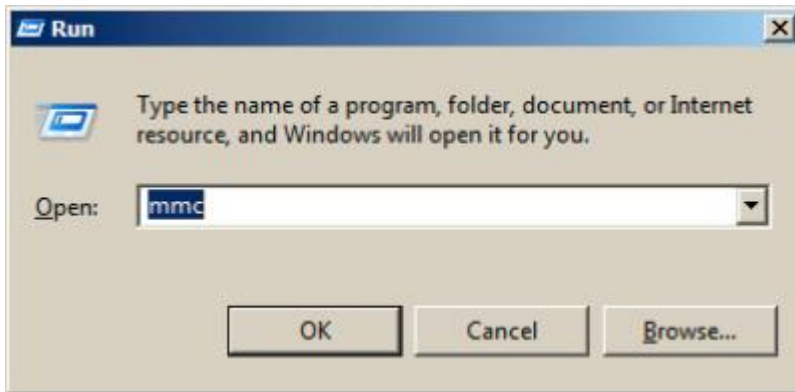 Run
Type the name of a program, folder, document, or Internet
resource, and Windows will open it for you.
Open: mmc
OK Cancel Browse...